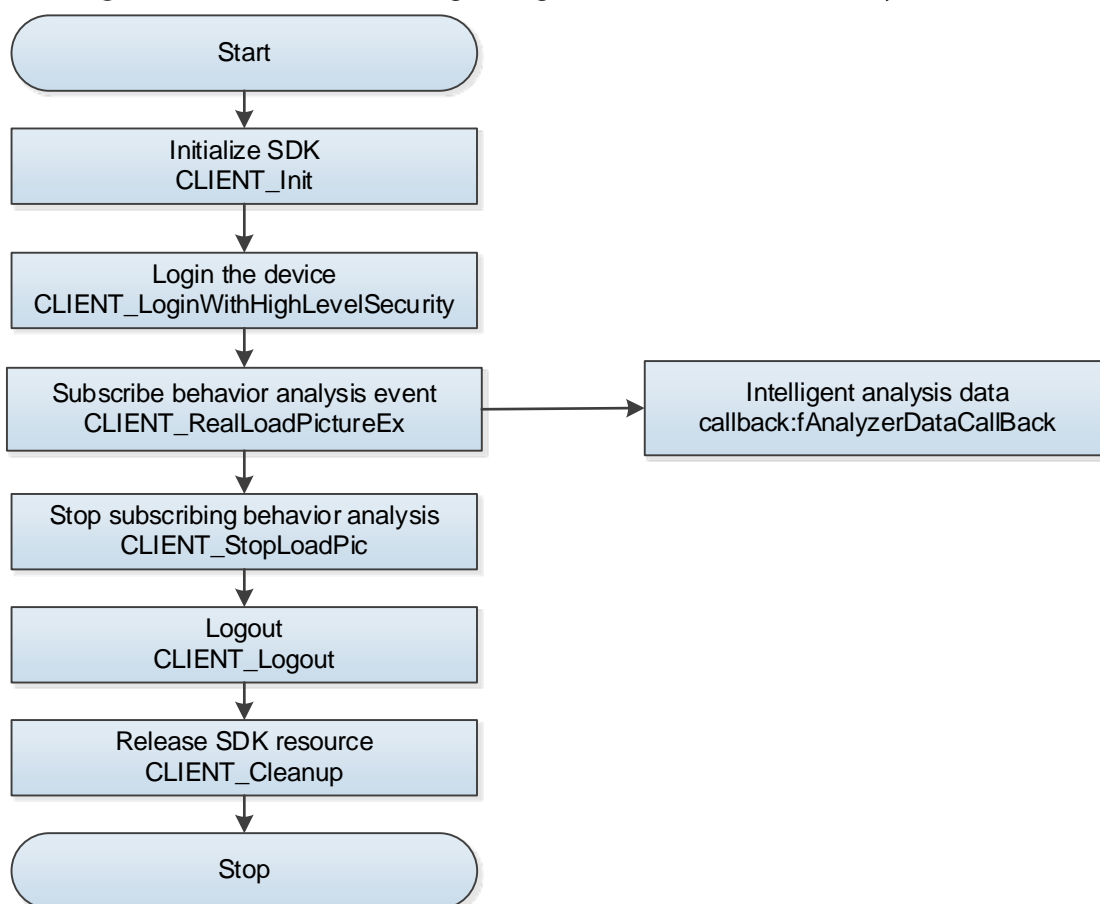 Start
Initialize SDK
CLIENT_Init
Login the device
CLIENT_LoginWithHighLevelSecurity
Subscribe behavior analysis event
CLIENT_RealLoadPictureEx
Intelligent analysis data
callback:fAnalyzerDataCallBack
Stop subscribing behavior analysis
CLIENT_StopLoadPic
Logout
CLIENT_Logout
Release SDK resource
CLIENT_Cleanup
Stop